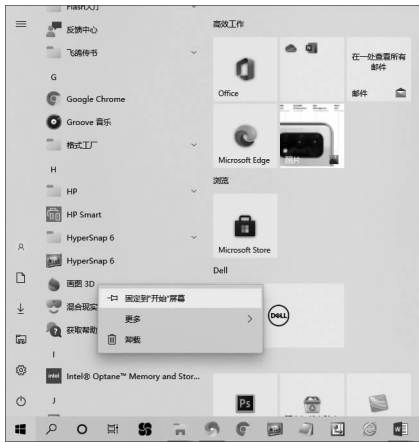 Flash入门
反馈中心
飞鸽传书
G
Google Chrome
Groove 音乐
格式工厂
H
HP
HP Smart
HyperSnap 6
HyperSnap 6
画图 3D
混合现实
获取帮助
I
intel
Intel® Optane™ Memory and Stor...
J
固定到"开始"屏幕
更多
卸载
高效工作
Office
在一处查看所有
邮件
邮件
Microsoft Edge
照片
浏览
Microsoft Store
Dell
DELL
Ps